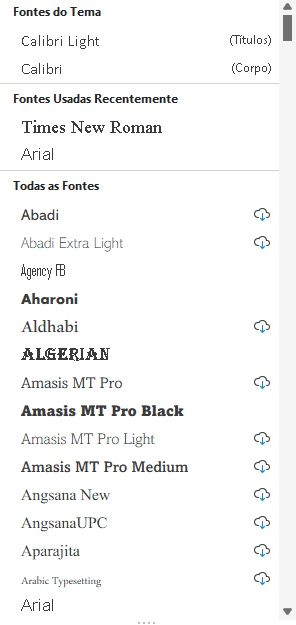 Fontes do Tema
Calibri Light (Títulos)
Calibri (Corpo)
Fontes Usadas Recentemente
Times New Roman
Arial
Todas as Fontes
Abadi
Abadi Extra Light
Agency FB
Aharoni
Aldhabi
ALGERIAN
Amasis MT Pro
Amasis MT Pro Black
Amasis MT Pro Light
Amasis MT Pro Medium
Angsana New
AngsanaUPC
Aparajita
Arabic Typesetting
Arial